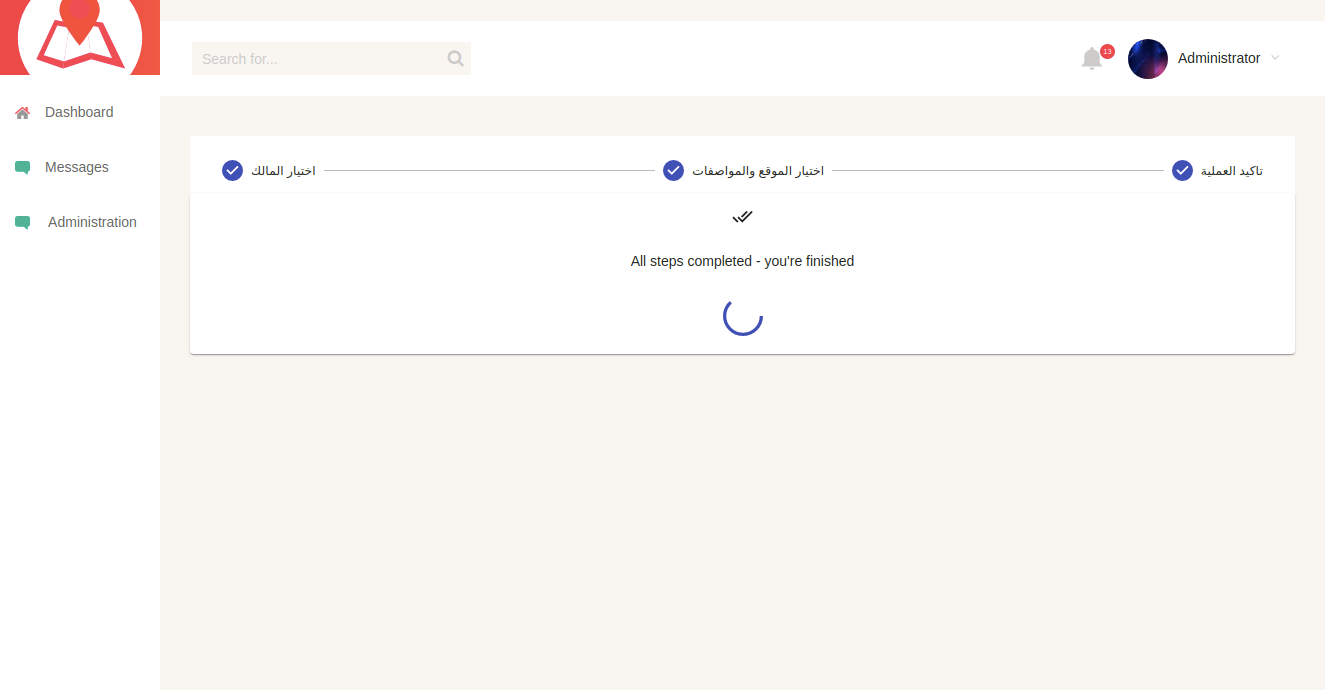 Search for...
13
Administrator
Dashboard
Messages
Administration
اختيار المالك
اختيار الموقع والمواصفات
تاكيد العملية
All steps completed - you're finished